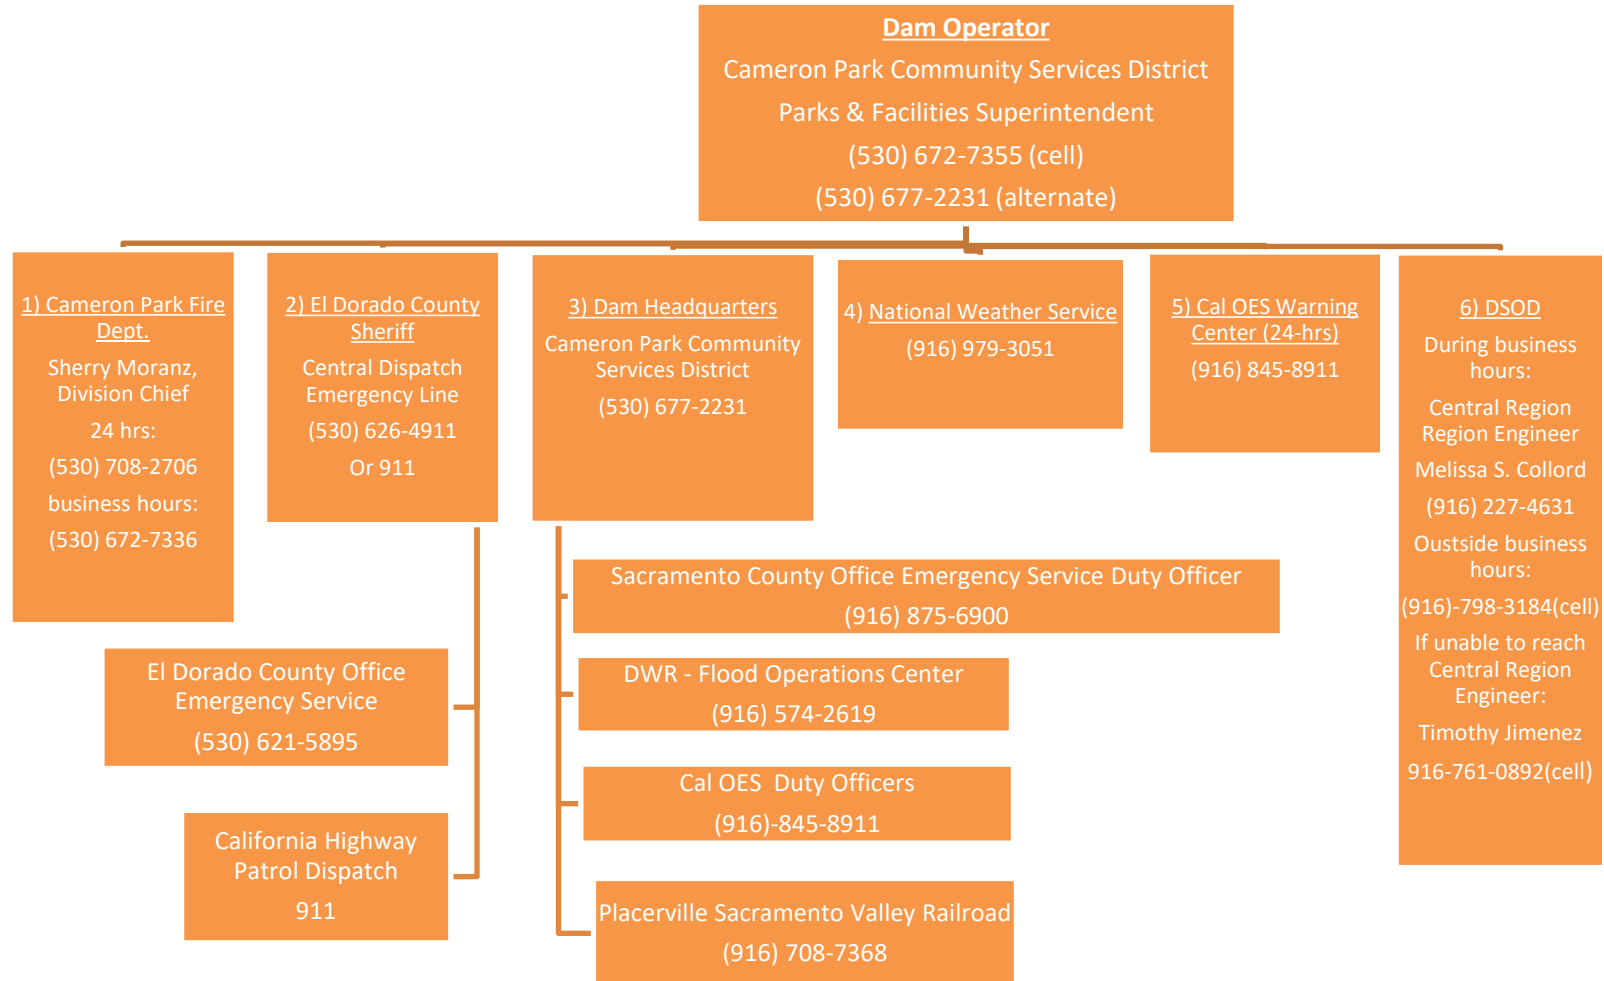 Dam Operator
Cameron Park Community Services District
Parks & Facilities Superintendent
(530) 672-7355 (cell)
(530) 677-2231 (alternate)
1) Cameron Park Fire
Dept.
Sherry Moranz,
Division Chief
24 hrs:
(530) 708-2706
business hours:
(530) 672-7336
2) El Dorado County
Sheriff
Central Dispatch
Emergency Line
(530) 626-4911
Or 911
3) Dam Headquarters
Cameron Park Community
Services District
(530) 677-2231
4) National Weather Service
(916) 979-3051
5) Cal OES Warning
Center (24-hrs)
(916) 845-8911
6) DSOD
During business
hours:
Central Region
Region Engineer
Melissa S. Collord
(916) 227-4631
Oustside business
hours:
(916)-798-3184(cell)
If unable to reach
Central Region
Engineer:
Timothy Jimenez
916-761-0892(cell)
El Dorado County Office
Emergency Service
(530) 621-5895
California Highway
Patrol Dispatch
911
Sacramento County Office Emergency Service Duty Officer
(916) 875-6900
DWR - Flood Operations Center
(916) 574-2619
Cal OES  Duty Officers
(916)-845-8911
Placerville Sacramento Valley Railroad
(916) 708-7368